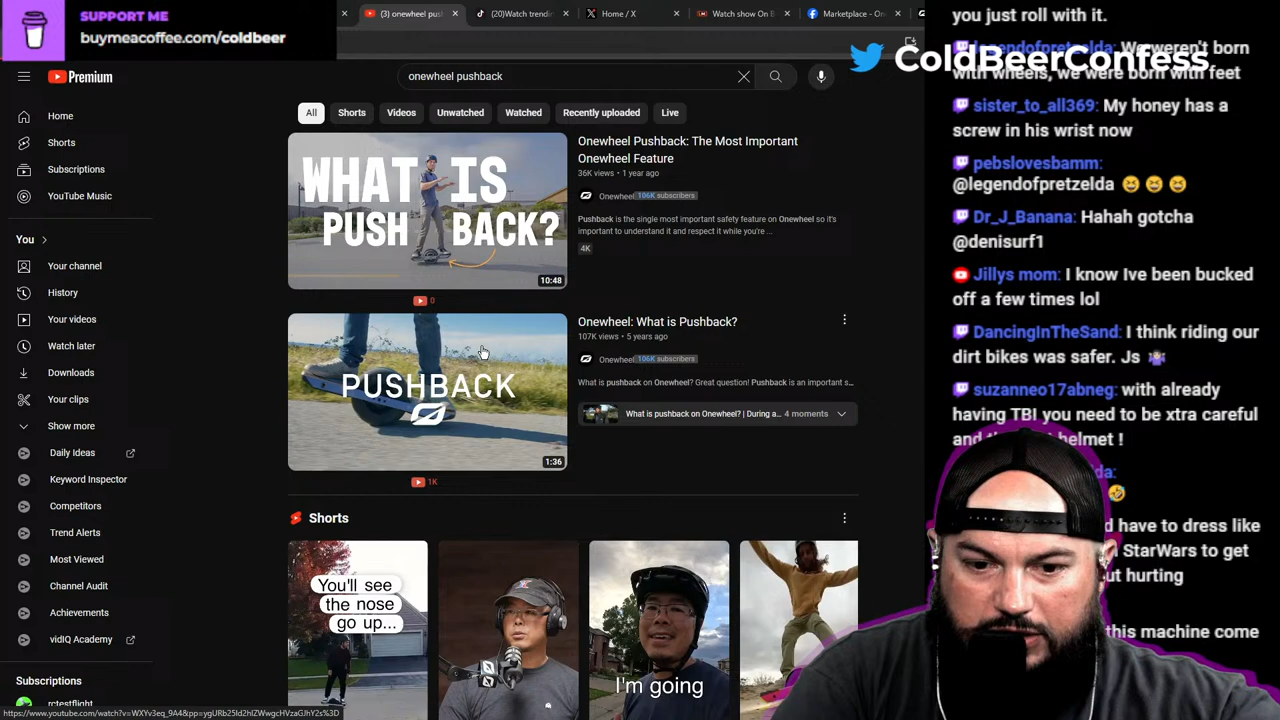 SUPPORT ME
buymeacoffee.com/coldbeer
(3) onewheel pus
(20)Watch trendin
Home / X
Watch show On B
Marketplace - On
ColdBeerConfess
Premium
onewheel pushback
All
Shorts
Videos
Unwatched
Watched
Recently uploaded
Live
Home
Shorts
Subscriptions
YouTube Music
You
Your channel
History
Your videos
Watch later
Downloads
Your clips
Show more
Daily Ideas
Keyword Inspector
Competitors
Trend Alerts
Most Viewed
Channel Audit
Achievements
vidIQ Academy
Subscriptions
rctestflight
WHAT IS
PUSH BACK?
10:48
0
Onewheel Pushback: The Most Important
Onewheel Feature
36K views • 1 year ago
Onewheel 106K subscribers
Pushback is the single most important safety feature on Onewheel so it's
important to understand it and respect it while you're ...
4K
PUSHBACK
1:36
1K
Onewheel: What is Pushback?
107K views • 5 years ago
Onewheel 106K subscribers
What is pushback on Onewheel? Great question! Pushback is an important s...
What is pushback on Onewheel? | During a... 4 moments
Shorts
You'll see
the nose
go up...
I'm going
you just roll with it.
legendofpretzelda: We weren't born
with wheels, we were born with feet
sister_to_all369: My honey has a
screw in his wrist now
pebslovesbamm:
@legendofpretzelda
Dr_J_Banana: Hahah gotcha
@denisurf1
Jillys mom: I know Ive been bucked
off a few times lol
DancingInTheSand: I think riding our
dirt bikes was safer. Js
suzanneo17abneg: with already
having TBI you need to be xtra careful
helmet !
have to dress like
StarWars to get
hurting
this machine come